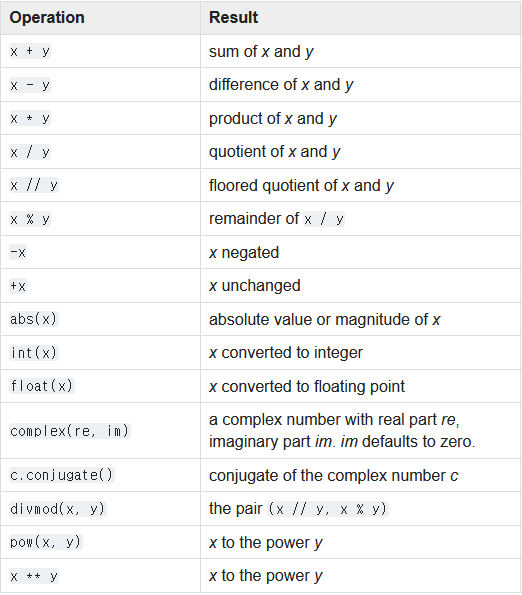 Operation Result
x + y sum of x and y
x - y difference of x and y
x * y product of x and y
x / y quotient of x and y
x // y floored quotient of x and y
x % y remainder of x / y
-x x negated
+x x unchanged
abs(x) absolute value or magnitude of x
int(x) x converted to integer
float(x) x converted to floating point
complex(re, im) a complex number with real part re,
imaginary part im. im defaults to zero.
c.conjugate() conjugate of the complex number c
divmod(x, y) the pair (x // y, x % y)
pow(x, y) x to the power y
x ** y x to the power y